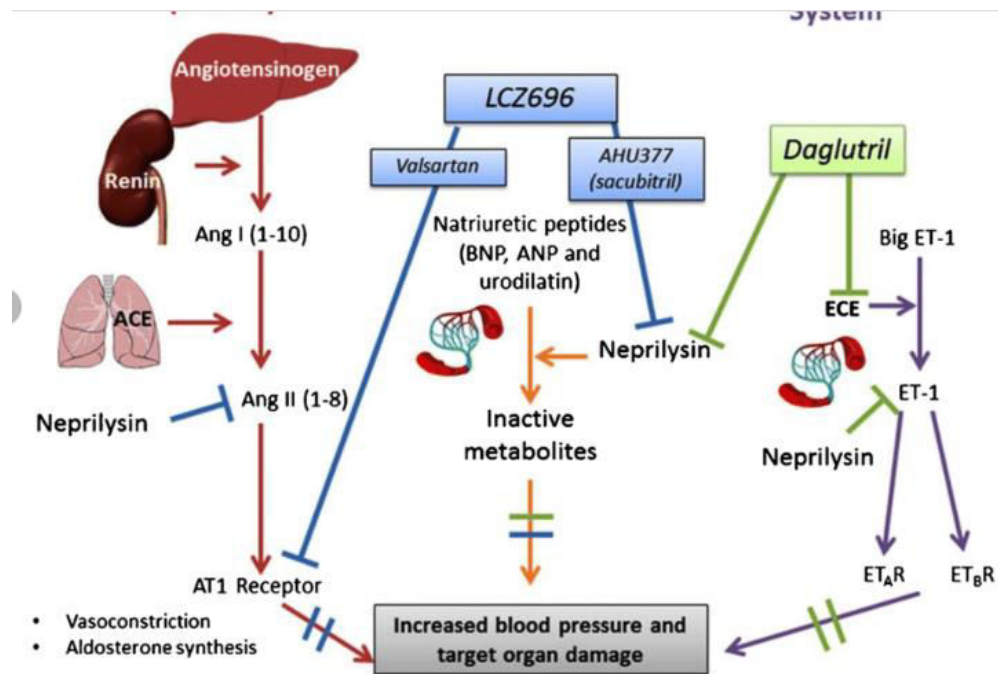 System
Angiotensinogen
LCZ696
Renin
Valsartan
AHU377
(sacubitril)
Daglutril
Ang I (1-10)
Natriuretic peptides
(BNP, ANP and
urodilatin)
Big ET-1
ACE
ECE
Neprilysin
Ang II (1-8)
Neprilysin
ET-1
Inactive
metabolites
Neprilysin
AT1 Receptor
ETAR
ETBR
• Vasoconstriction
• Aldosterone synthesis
Increased blood pressure and
target organ damage